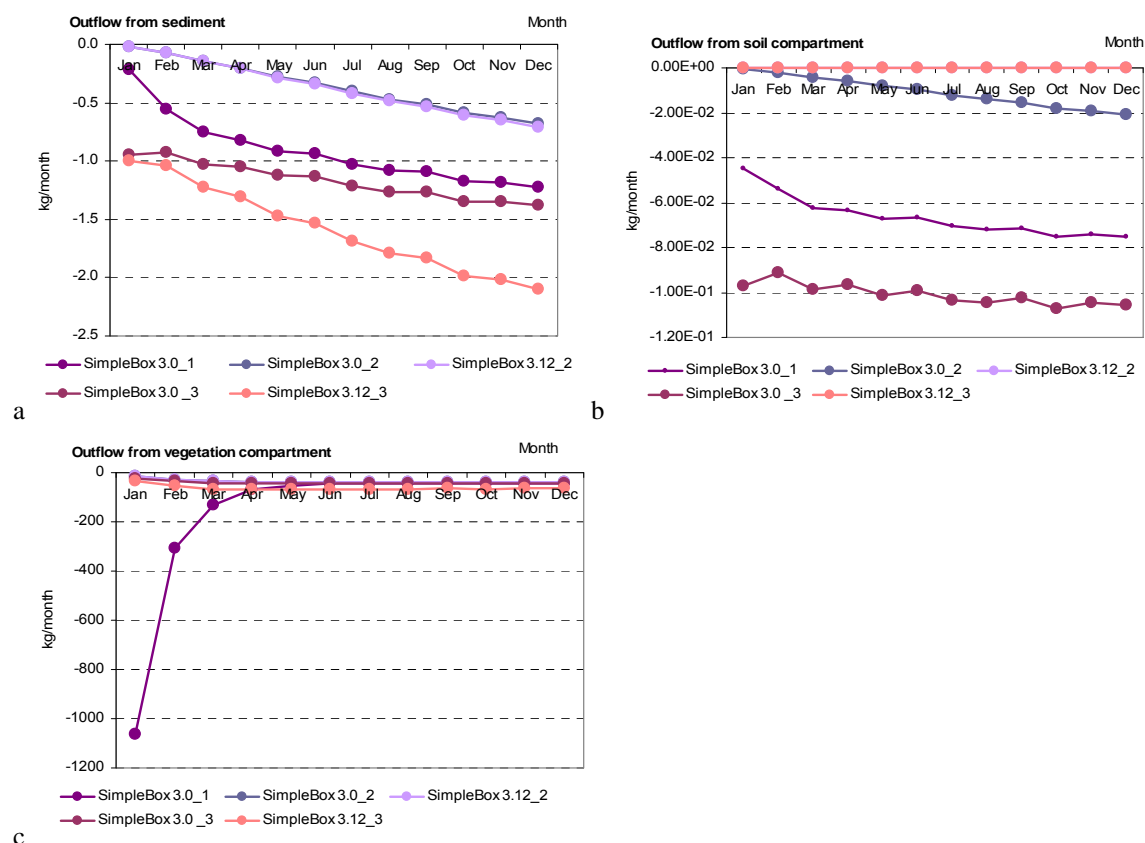 Outflow from sediment
Month
0.0
Jan Feb Mar Apr May Jun Jul Aug Sep Oct Nov Dec
-0.5
-1.0
-1.5
-2.0
-2.5
kg/month
SimpleBox 3.0_1 SimpleBox 3.0_2 SimpleBox 3.12_2
SimpleBox 3.0 _3 SimpleBox 3.12_3
a
Outflow from soil compartment
Month
0.00E+00
Jan Feb Mar Apr May Jun Jul Aug Sep Oct Nov Dec
-2.00E-02
-4.00E-02
-6.00E-02
-8.00E-02
-1.00E-01
-1.20E-01
kg/month
SimpleBox 3.0_1 SimpleBox 3.0_2 SimpleBox 3.12_2
SimpleBox 3.0 _3 SimpleBox 3.12_3
b
Outflow from vegetation compartment
Month
0
Jan Feb Mar Apr May Jun Jul Aug Sep Oct Nov Dec
-200
-400
-600
-800
-1000
-1200
kg/month
SimpleBox 3.0_1 SimpleBox 3.0_2 SimpleBox 3.12_2
SimpleBox 3.0 _3 SimpleBox 3.12_3
c